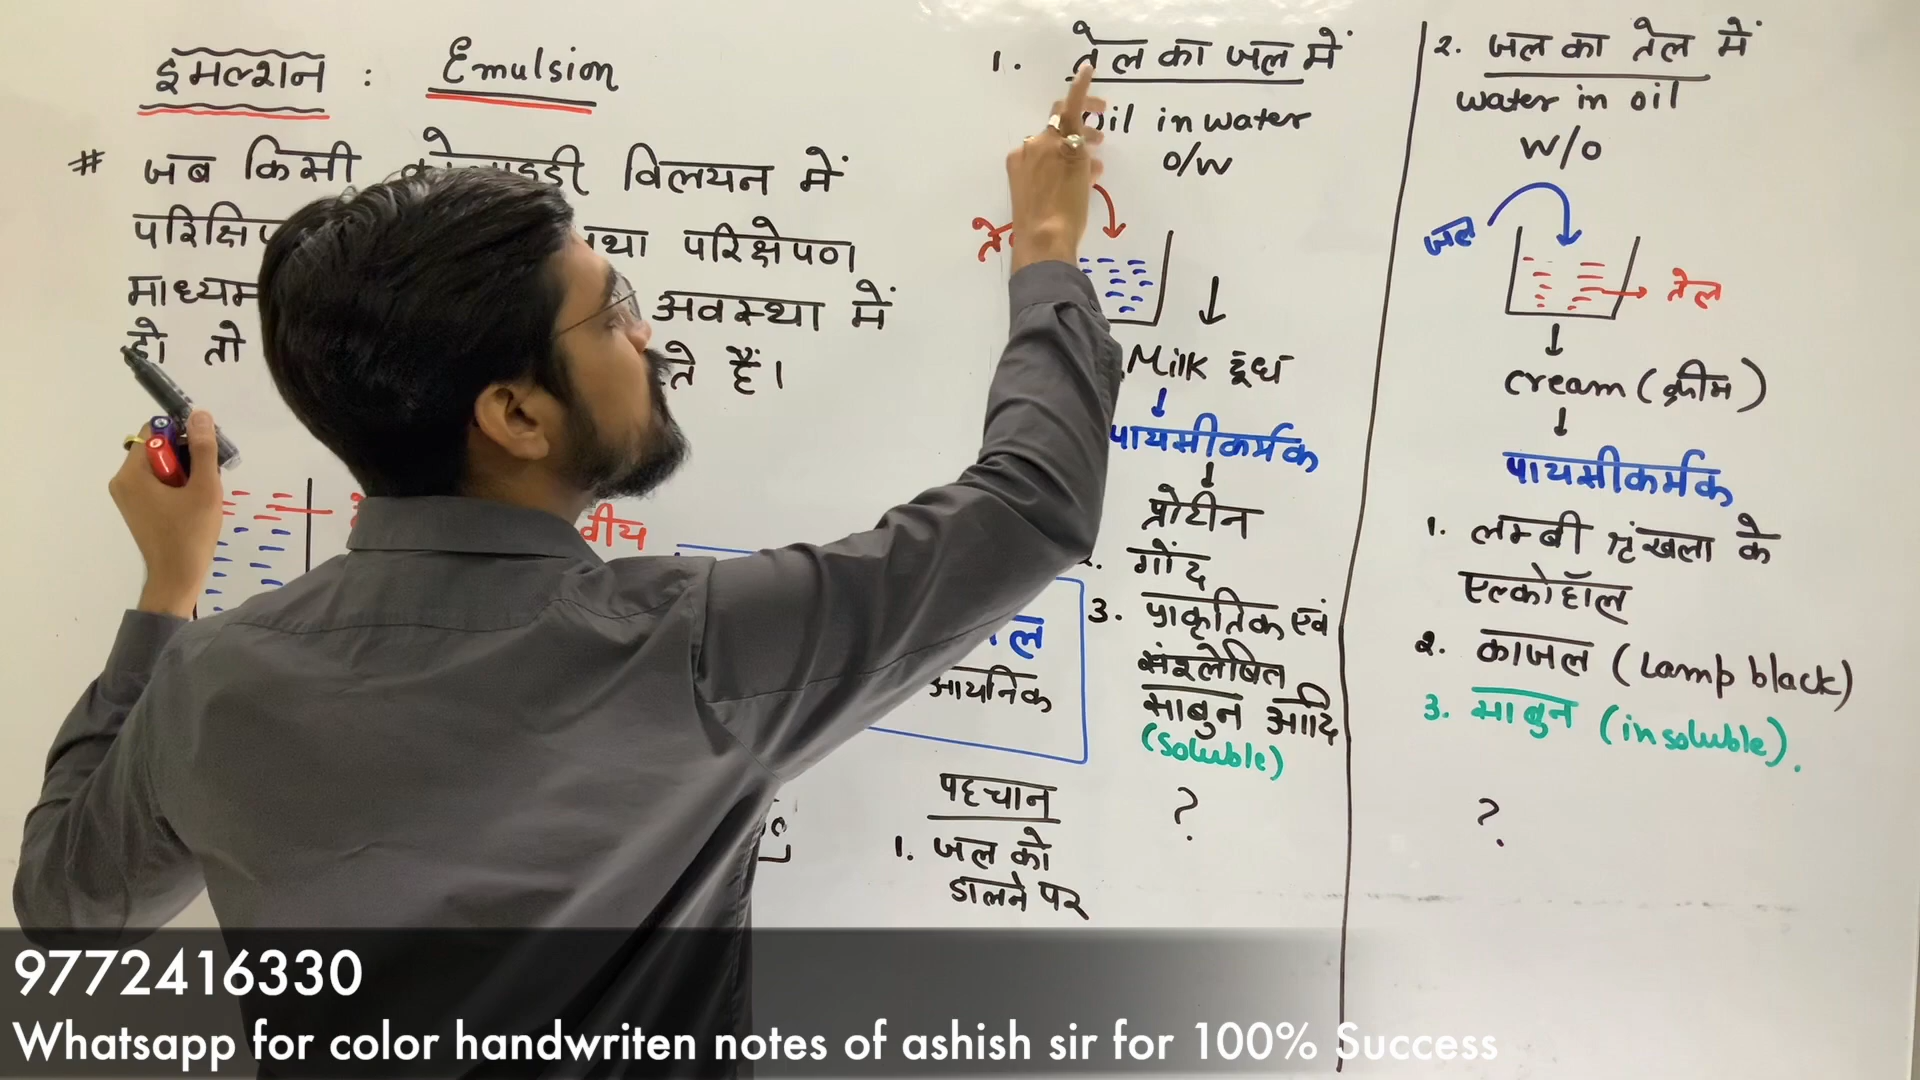 इमल्शन : Emulsion
# जब किसी विलयन में
तथा परिक्षेपण
माध्यम अवस्था में
हो तो हैं।
1. तेल का जल में
oil in water
O/W
Milk दूध
पायसीकर्मक
प्रोटीन
2. गोंद
3. प्राकृतिक एवं
संश्लेषित
साबुन आदि
(soluble)
?
पहचान
1. जल को
डालने पर
2. जल का तेल में
water in oil
W/O
जल
तेल
cream (क्रीम)
पायसीकर्मक
1. लम्बी शृंखला के
एल्कोहॉल
2. काजल (Lamp black)
3. साबुन (insoluble).
?
9772416330
Whatsapp for color handwriten notes of ashish sir for 100% Success